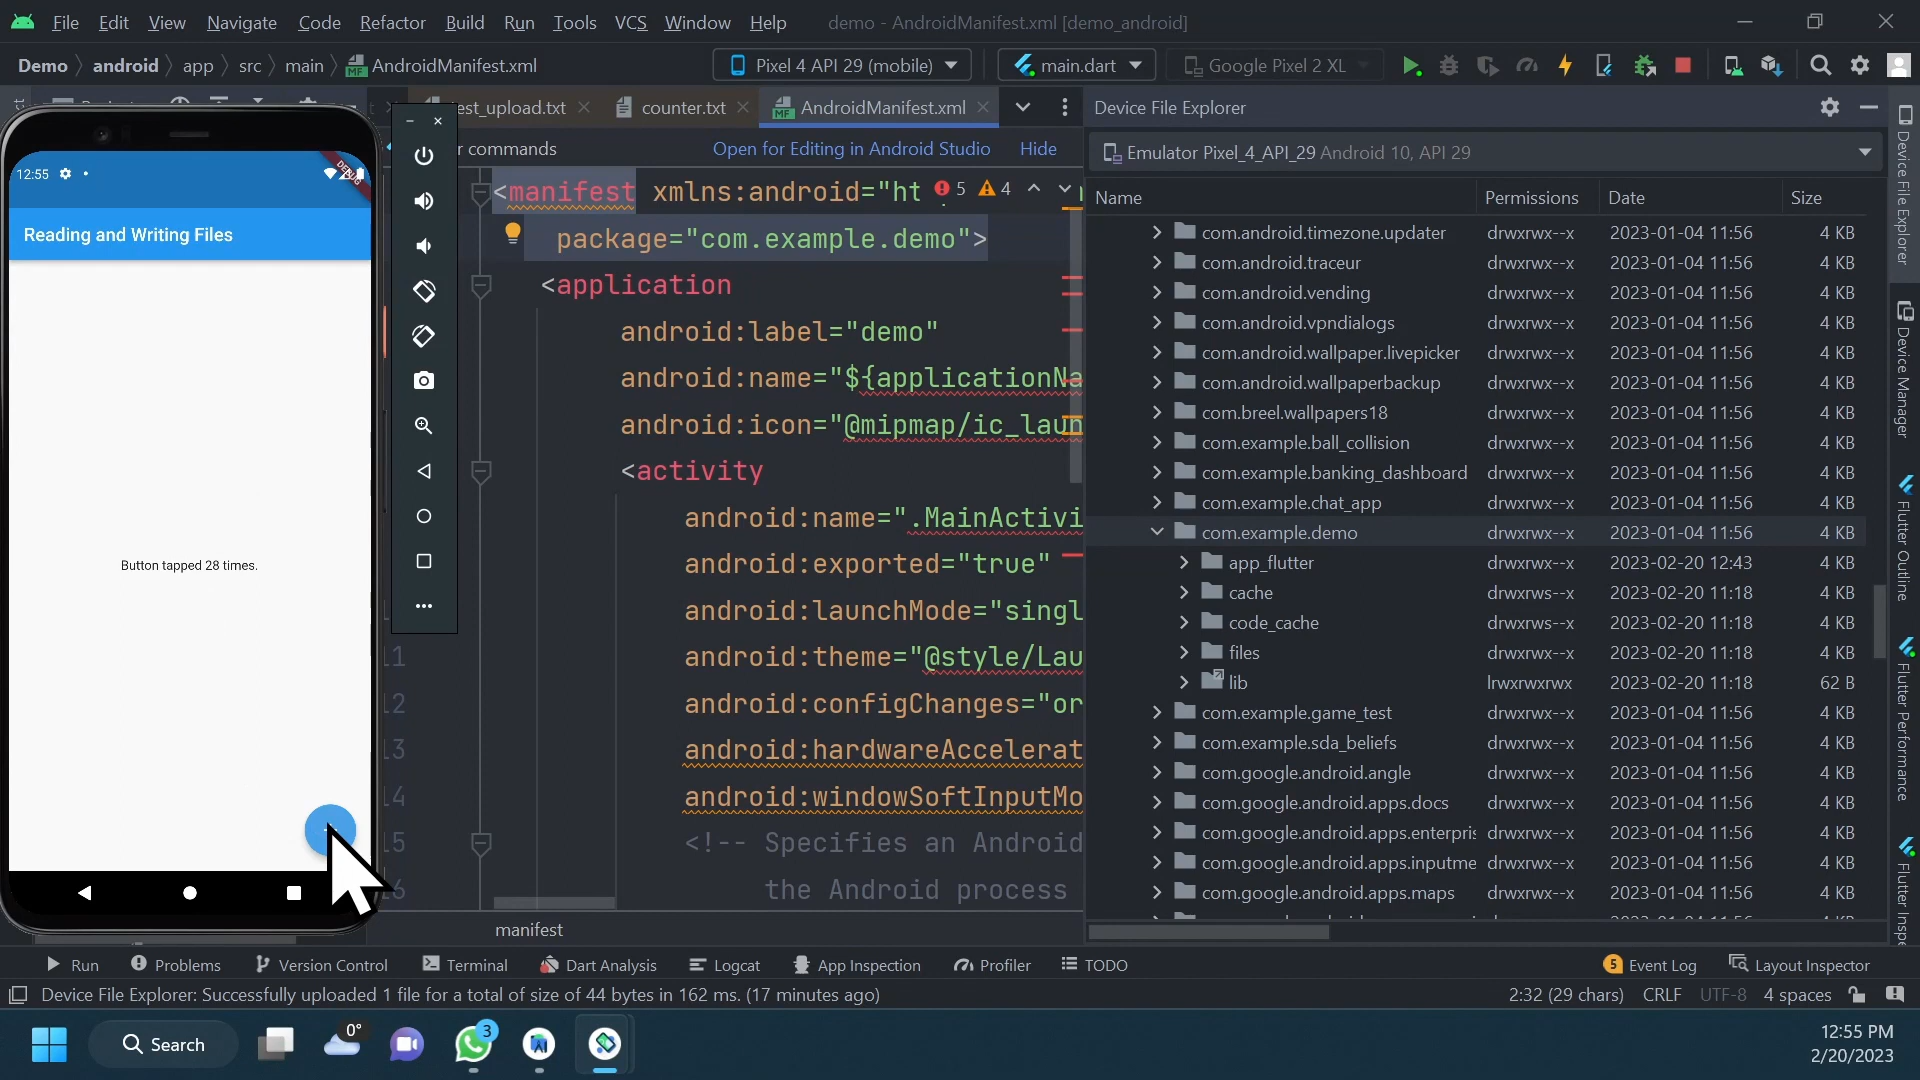 File Edit View Navigate Code Refactor Build Run Tools VCS Window Help demo - AndroidManifest.xml [demo_android]
Demo android app src main AndroidManifest.xml
Pixel 4 API 29 (mobile) main.dart Google Pixel 2 XL
est_upload.txt counter.txt AndroidManifest.xml
r commands Open for Editing in Android Studio Hide
12:55
DEBUG
Reading and Writing Files
Button tapped 28 times.
<manifest xmlns:android="ht 5 4
package="com.example.demo">
<application
android:label="demo"
android:name="${applicationNa
android:icon="@mipmap/ic_laun
<activity
android:name=".MainActivi
android:exported="true"
android:launchMode="singl
11 android:theme="@style/Lau
12 android:configChanges="or
13 android:hardwareAccelerat
14 android:windowSoftInputMo
15 <!-- Specifies an Android
16 the Android process
manifest
Device File Explorer
Emulator Pixel_4_API_29 Android 10, API 29
Name Permissions Date Size
com.android.timezone.updater drwxrwx--x 2023-01-04 11:56 4 KB
com.android.traceur drwxrwx--x 2023-01-04 11:56 4 KB
com.android.vending drwxrwx--x 2023-01-04 11:56 4 KB
com.android.vpndialogs drwxrwx--x 2023-01-04 11:56 4 KB
com.android.wallpaper.livepicker drwxrwx--x 2023-01-04 11:56 4 KB
com.android.wallpaperbackup drwxrwx--x 2023-01-04 11:56 4 KB
com.breel.wallpapers18 drwxrwx--x 2023-01-04 11:56 4 KB
com.example.ball_collision drwxrwx--x 2023-01-04 11:56 4 KB
com.example.banking_dashboard drwxrwx--x 2023-01-04 11:56 4 KB
com.example.chat_app drwxrwx--x 2023-01-04 11:56 4 KB
com.example.demo drwxrwx--x 2023-01-04 11:56 4 KB
app_flutter drwxrwx--x 2023-02-20 12:43 4 KB
cache drwxrws--x 2023-02-20 11:18 4 KB
code_cache drwxrws--x 2023-02-20 11:18 4 KB
files drwxrwx--x 2023-02-20 11:18 4 KB
lib lrwxrwxrwx 2023-02-20 11:18 62 B
com.example.game_test drwxrwx--x 2023-01-04 11:56 4 KB
com.example.sda_beliefs drwxrwx--x 2023-01-04 11:56 4 KB
com.google.android.angle drwxrwx--x 2023-01-04 11:56 4 KB
com.google.android.apps.docs drwxrwx--x 2023-01-04 11:56 4 KB
com.google.android.apps.enterpris drwxrwx--x 2023-01-04 11:56 4 KB
com.google.android.apps.inputme drwxrwx--x 2023-01-04 11:56 4 KB
com.google.android.apps.maps drwxrwx--x 2023-01-04 11:56 4 KB
Device File Explorer
Device Manager
Flutter Outline
Flutter Performance
Flutter Inspe
Run Problems Version Control Terminal Dart Analysis Logcat App Inspection Profiler TODO 5 Event Log Layout Inspector
Device File Explorer: Successfully uploaded 1 file for a total of size of 44 bytes in 162 ms. (17 minutes ago) 2:32 (29 chars) CRLF UTF-8 4 spaces
Search 0° 3
12:55 PM
2/20/2023